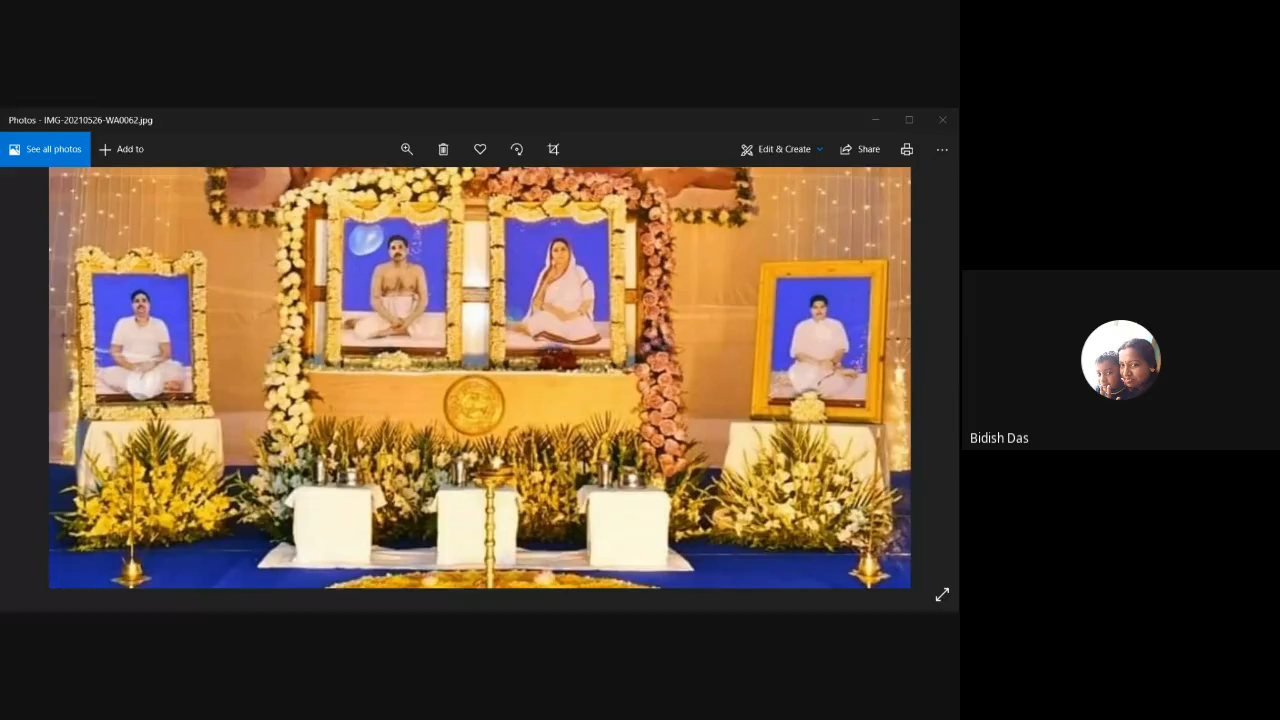 Photos - IMG-20210526-WA0062.jpg
See all photos
Add to
Edit & Create
Share
Bidish Das